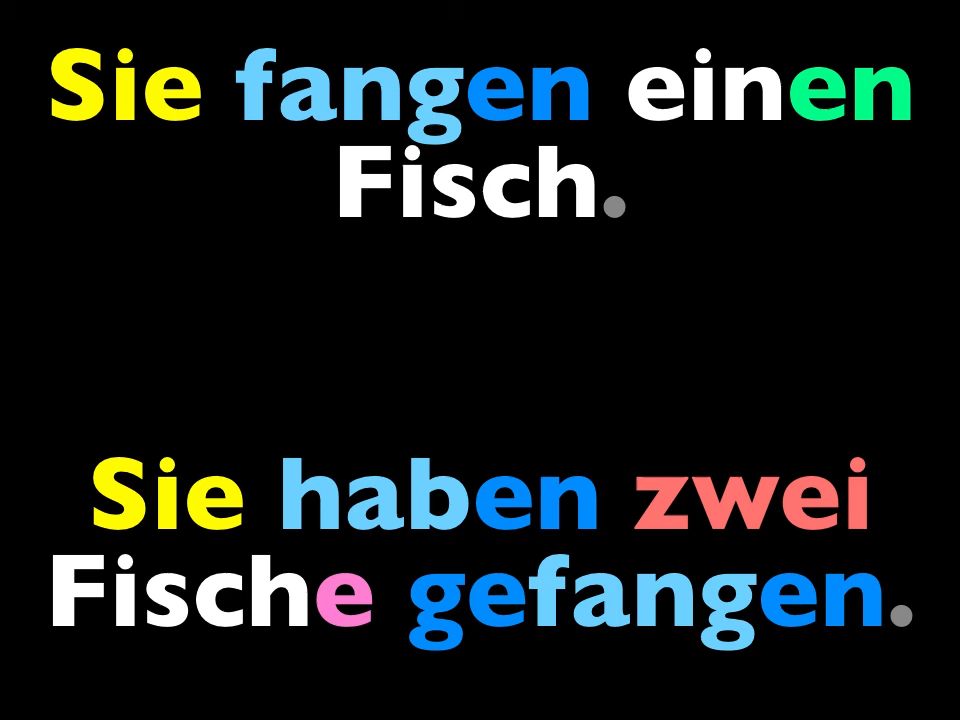 Sie fangen einen
Fisch.
Sie haben zwei
Fische gefangen.